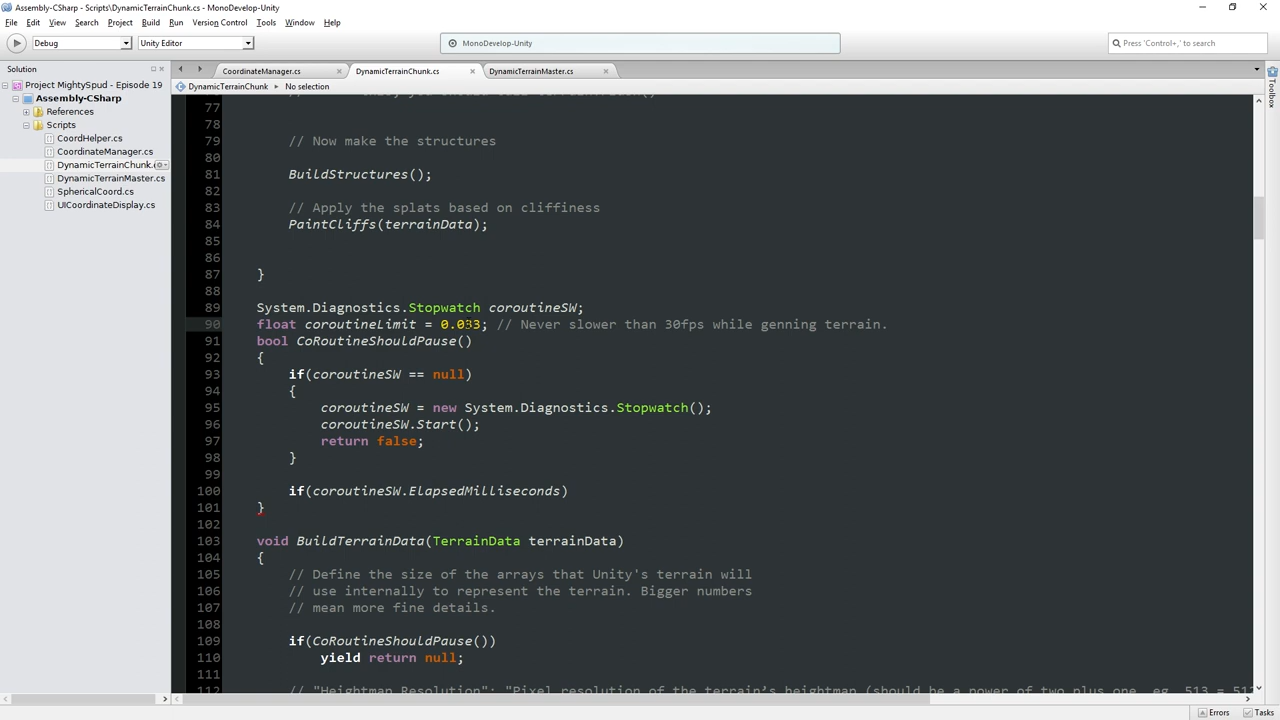 Assembly-CSharp - Scripts\DynamicTerrainChunk.cs - MonoDevelop-Unity
File Edit View Search Project Build Run Version Control Tools Window Help
Debug Unity Editor MonoDevelop-Unity Press 'Control+,' to search
Solution
CoordinateManager.cs DynamicTerrainChunk.cs DynamicTerrainMaster.cs
DynamicTerrainChunk No selection
Toolbox
Project MightySpud - Episode 19
Assembly-CSharp
References
Scripts
CoordHelper.cs
CoordinateManager.cs
DynamicTerrainChunk.c
DynamicTerrainMaster.cs
SphericalCoord.cs
UICoordinateDisplay.cs
77
78
79 // Now make the structures
80
81 BuildStructures();
82
83 // Apply the splats based on cliffiness
84 PaintCliffs(terrainData);
85
86
87 }
88
89 System.Diagnostics.Stopwatch coroutineSW;
90 float coroutineLimit = 0.033; // Never slower than 30fps while genning terrain.
91 bool CoRoutineShouldPause()
92 {
93 if(coroutineSW == null)
94 {
95 coroutineSW = new System.Diagnostics.Stopwatch();
96 coroutineSW.Start();
97 return false;
98 }
99
100 if(coroutineSW.ElapsedMilliseconds)
101 }
102
103 void BuildTerrainData(TerrainData terrainData)
104 {
105 // Define the size of the arrays that Unity's terrain will
106 // use internally to represent the terrain. Bigger numbers
107 // mean more fine details.
108
109 if(CoRoutineShouldPause())
110 yield return null;
111
112 // "Heightmap Resolution": "Pixel resolution of the terrain's heightmap (should be a power of two plus one, eg. 513 = 51
Errors Tasks